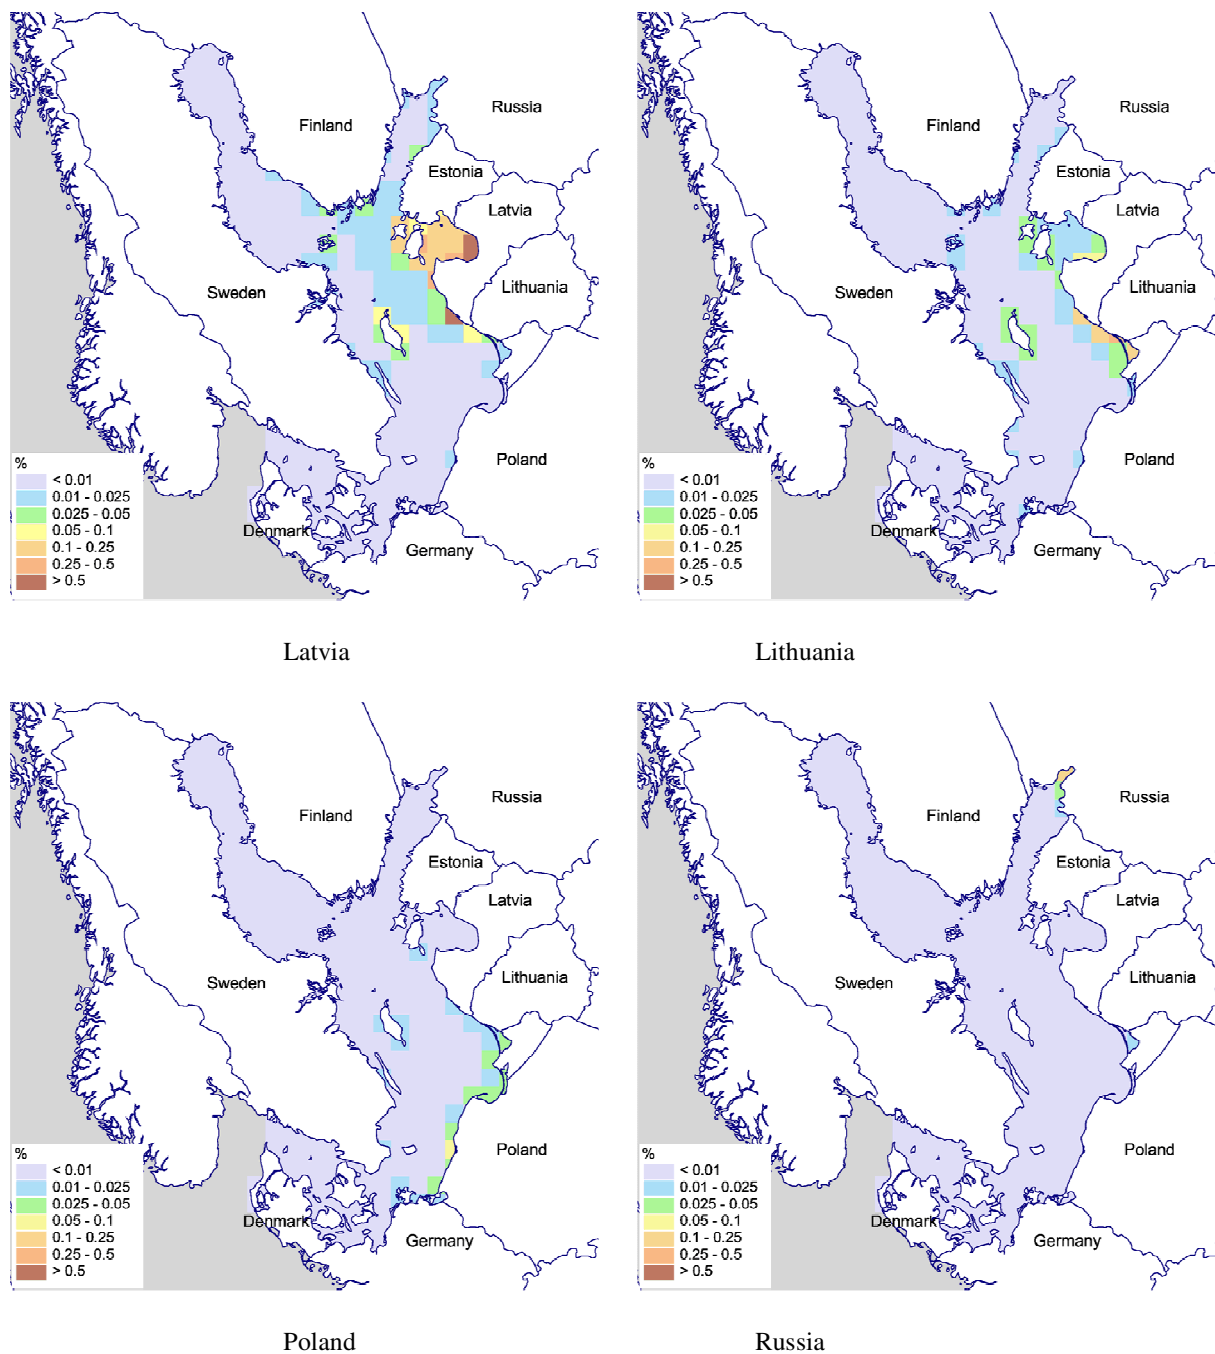 Finland
Russia
Estonia
Latvia
Lithuania
Sweden
Poland
Denmark
Germany
%
< 0.01
0.01 - 0.025
0.025 - 0.05
0.05 - 0.1
0.1 - 0.25
0.25 - 0.5
> 0.5
Latvia
Finland
Russia
Estonia
Latvia
Lithuania
Sweden
Poland
Denmark
Germany
%
< 0.01
0.01 - 0.025
0.025 - 0.05
0.05 - 0.1
0.1 - 0.25
0.25 - 0.5
> 0.5
Lithuania
Finland
Russia
Estonia
Latvia
Lithuania
Sweden
Poland
Denmark
Germany
%
< 0.01
0.01 - 0.025
0.025 - 0.05
0.05 - 0.1
0.1 - 0.25
0.25 - 0.5
> 0.5
Poland
Finland
Russia
Estonia
Latvia
Lithuania
Sweden
Poland
Denmark
Germany
%
< 0.01
0.01 - 0.025
0.025 - 0.05
0.05 - 0.1
0.1 - 0.25
0.25 - 0.5
> 0.5
Russia